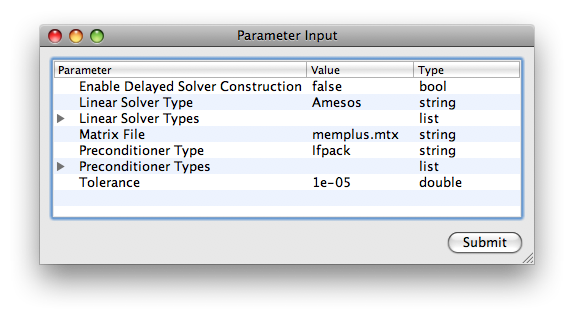 Parameter Input
Parameter Value Type
Enable Delayed Solver Construction false bool
Linear Solver Type Amesos string
Linear Solver Types list
Matrix File memplus.mtx string
Preconditioner Type Ifpack string
Preconditioner Types list
Tolerance 1e-05 double
Submit